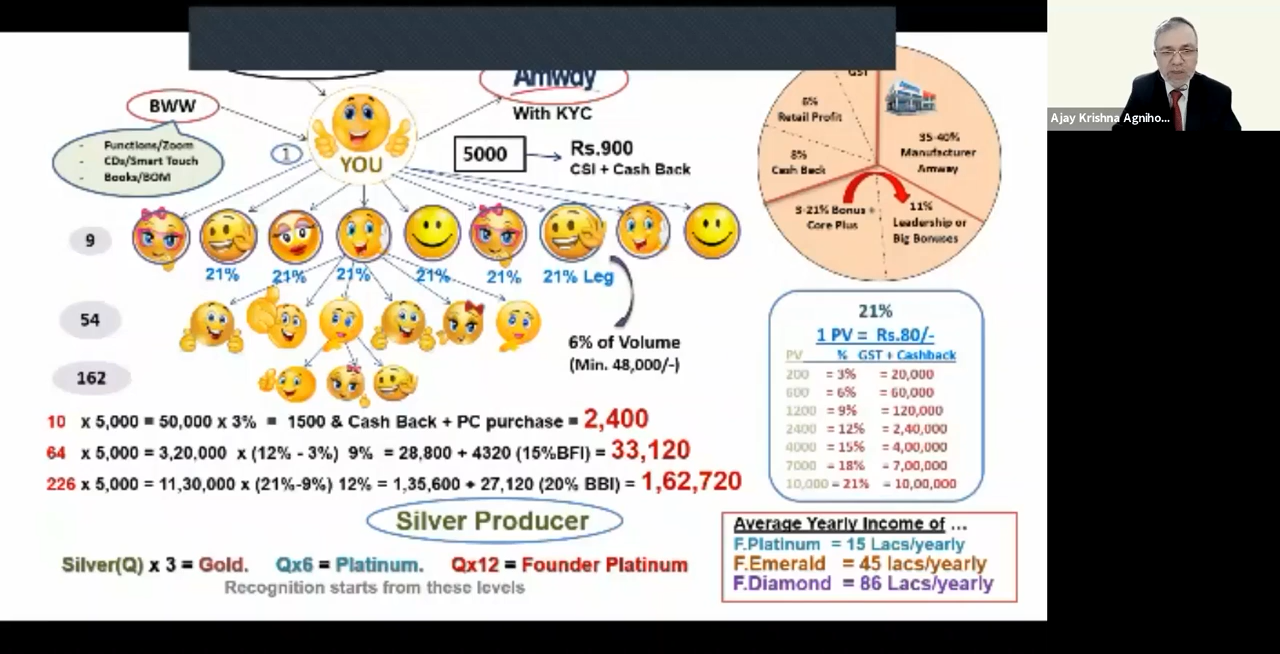 BWW
Functions/Zoom
CDs/Smart Touch
Books/BOM
1
YOU
Amway
With KYC
5000
Rs.900
CSI + Cash Back
9
21% 21% 21% 21% 21% 21% Leg
54
6% of Volume
(Min. 48,000/-)
162
10 x 5,000 = 50,000 x 3% = 1500 & Cash Back + PC purchase = 2,400
64 x 5,000 = 3,20,000 x (12% - 3%) 9% = 28,800 + 4320 (15%BFI) = 33,120
226 x 5,000 = 11,30,000 x (21%-9%) 12% = 1,35,600 + 27,120 (20% BBI) = 1,62,720
Silver Producer
Silver(Q) x 3 = Gold. Qx6 = Platinum. Qx12 = Founder Platinum
Recognition starts from these levels
GST
6%
Retail Profit
8%
Cash Back
35-40%
Manufacturer
Amway
3-21% Bonus +
Core Plus
11%
Leadership or
Big Bonuses
21%
1 PV = Rs.80/-
PV % GST + Cashback
200 = 3% = 20,000
600 = 6% = 60,000
1200 = 9% = 120,000
2400 = 12% = 2,40,000
4000 = 15% = 4,00,000
7000 = 18% = 7,00,000
10,000 = 21% = 10,00,000
Average Yearly Income of ...
F.Platinum = 15 Lacs/yearly
F.Emerald = 45 lacs/yearly
F.Diamond = 86 Lacs/yearly
Ajay Krishna Agniho...